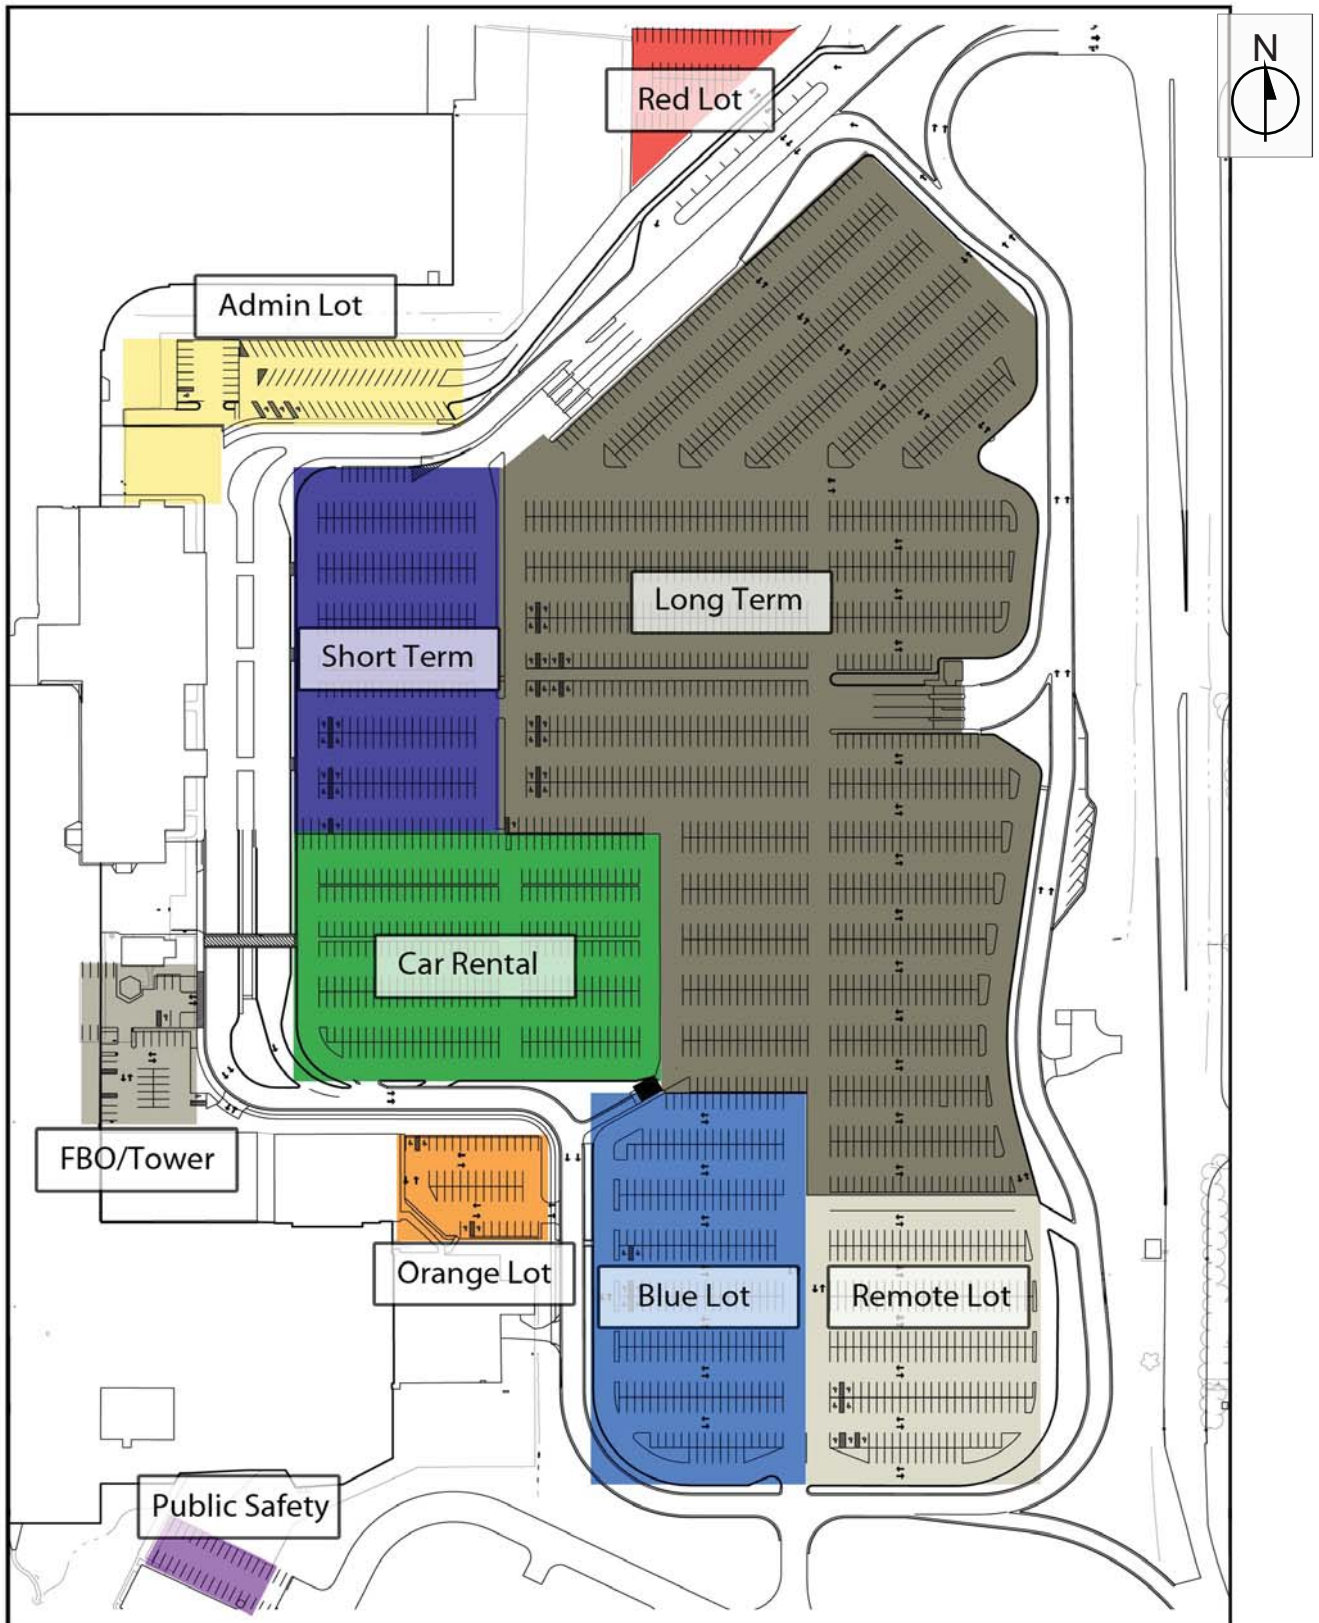 N
Red Lot
Admin Lot
Long Term
Short Term
Car Rental
FBO/Tower
Orange Lot
Blue Lot
Remote Lot
Public Safety